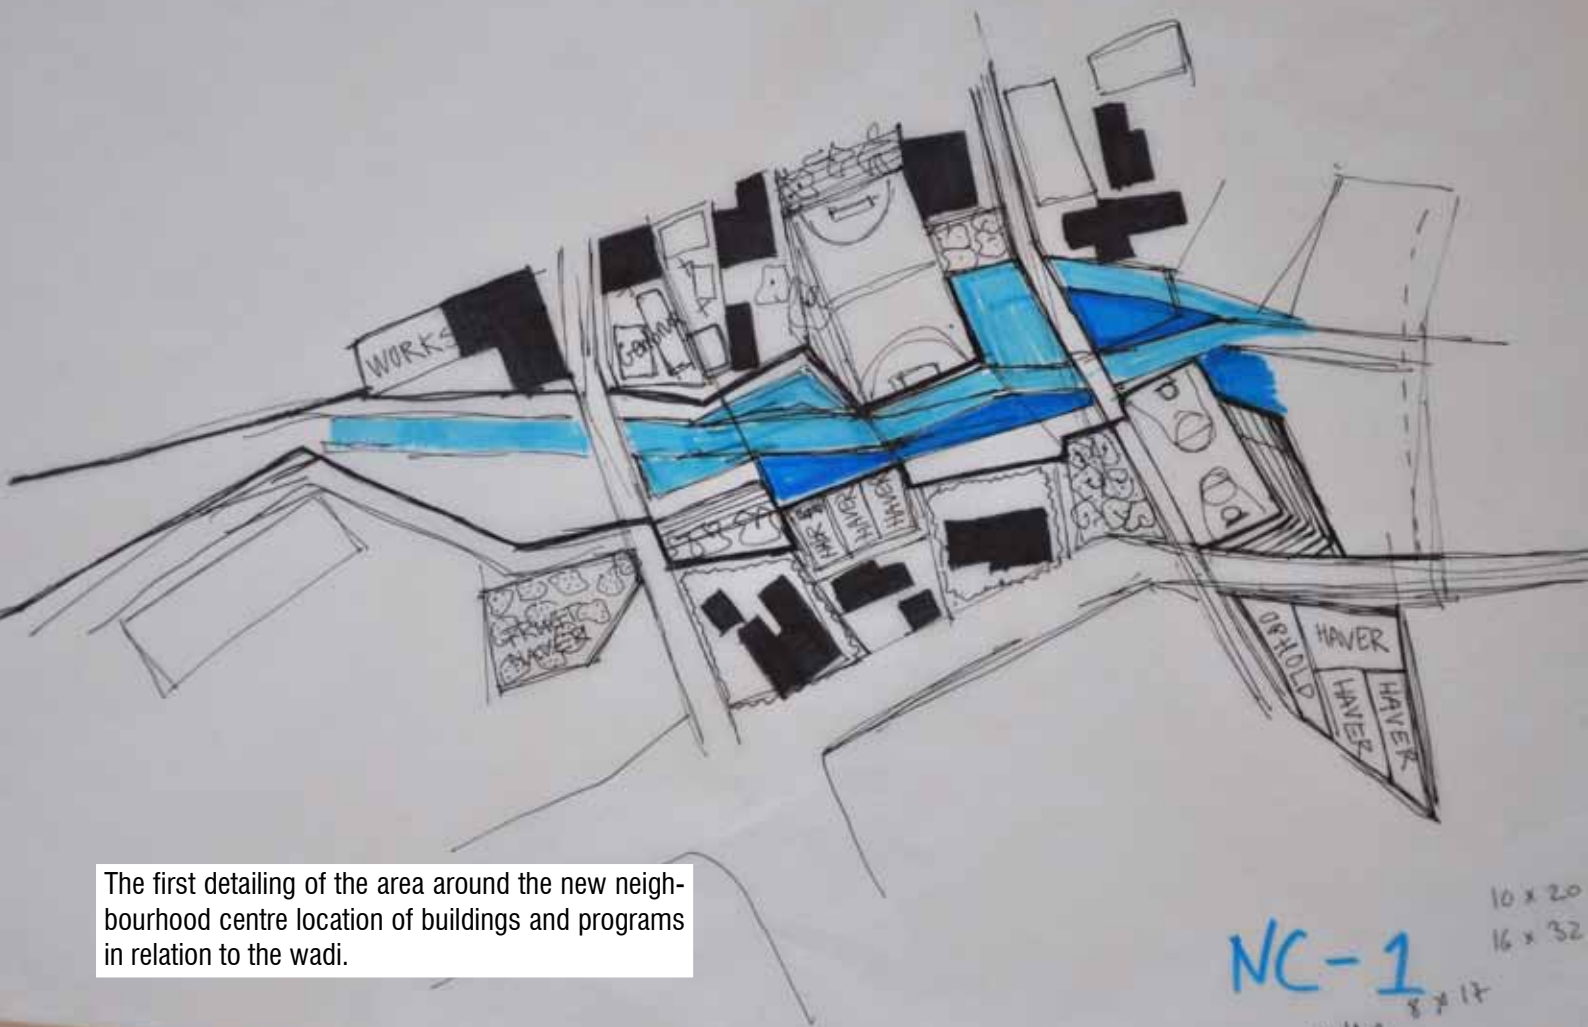 WORKS
HAVER
HAVER
OPHOLD
HAVER
HAVER
HAVER
The first detailing of the area around the new neigh-
bourhood centre location of buildings and programs
in relation to the wadi.
NC-1
10 x 20
16 x 32
8 x 17